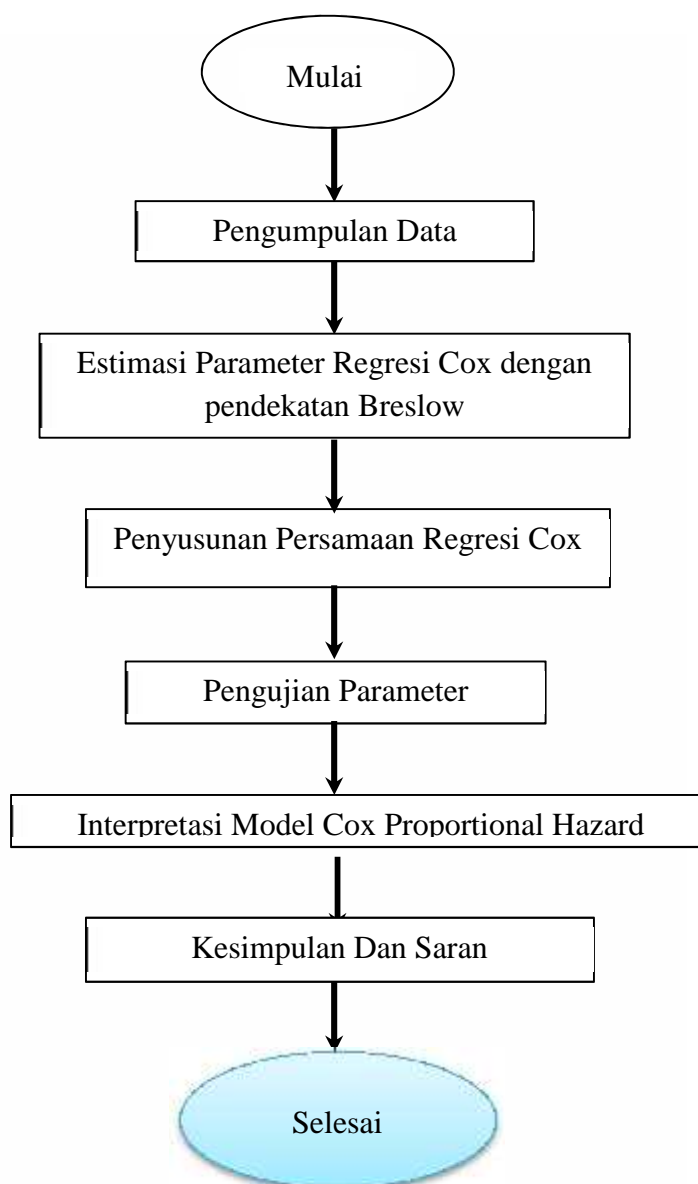 Mulai
Pengumpulan Data
Estimasi Parameter Regresi Cox dengan
pendekatan Breslow
Penyusunan Persamaan Regresi Cox
Pengujian Parameter
Interpretasi Model Cox Proportional Hazard
Kesimpulan Dan Saran
Selesai